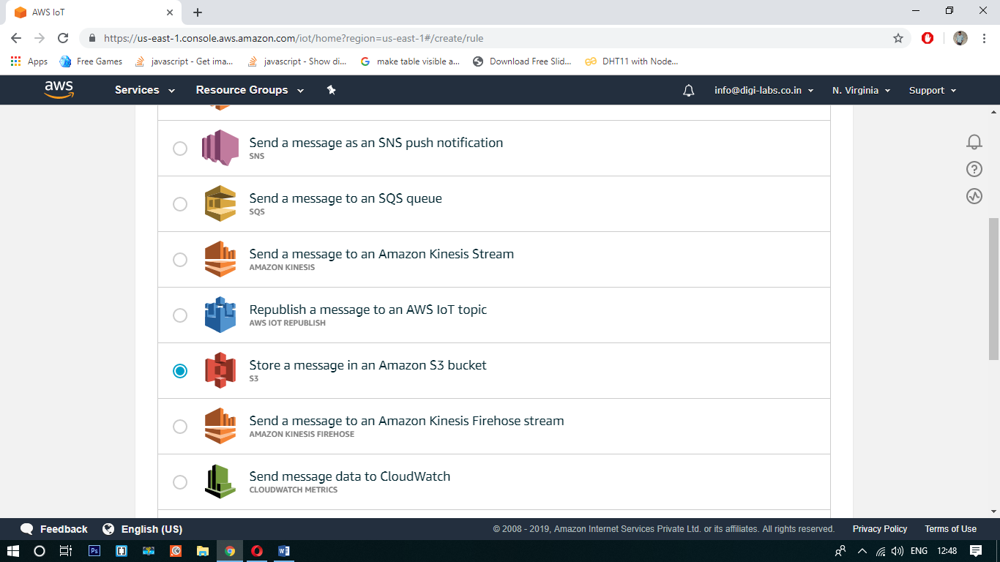 AWS IoT
https://us-east-1.console.aws.amazon.com/iot/home?region=us-east-1#/create/rule
Apps Free Games javascript - Get ima... javascript - Show di... G make table visible a... Download Free Slid... DHT11 with Node...
aws Services Resource Groups info@digi-labs.co.in N. Virginia Support
Send a message as an SNS push notification
SNS
Send a message to an SQS queue
SQS
Send a message to an Amazon Kinesis Stream
AMAZON KINESIS
Republish a message to an AWS IoT topic
AWS IOT REPUBLISH
Store a message in an Amazon S3 bucket
S3
Send a message to an Amazon Kinesis Firehose stream
AMAZON KINESIS FIREHOSE
Send message data to CloudWatch
CLOUDWATCH METRICS
Feedback English (US) © 2008 - 2019, Amazon Internet Services Private Ltd. or its affiliates. All rights reserved. Privacy Policy Terms of Use
Ps ENG 12:48